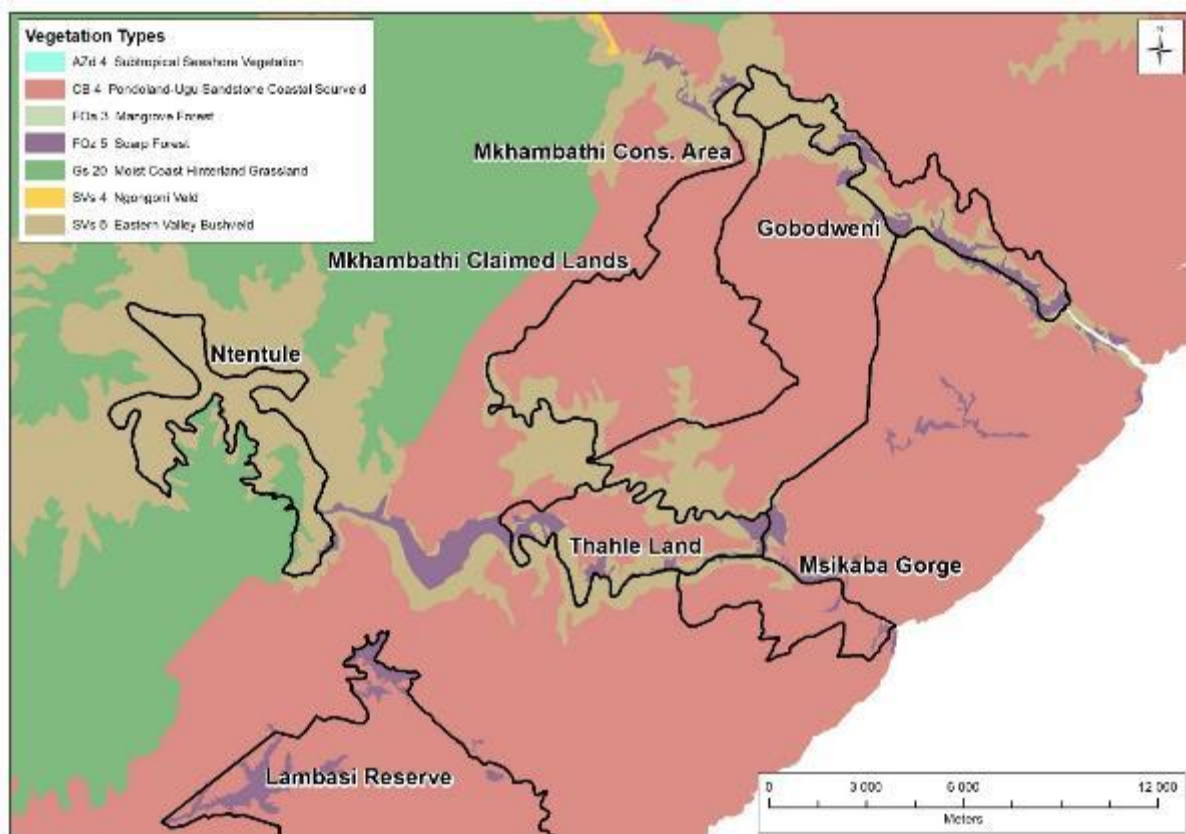 Vegetation Types
AZd 4 Subtropical Seashore Vegetation
CB 4 Pondoland-Ugu Sandstone Coastal Sourveld
FOa 3 Mangrove Forest
FOz 5 Scarp Forest
Gs 20 Moist Coast Hinterland Grassland
SVs 4 Ngongoni Veld
SVs 6 Eastern Valley Bushveld
Mkhambathi Cons. Area
Gobodweni
Mkhambathi Claimed Lands
Ntentule
Thahle Land
Msikaba Gorge
Lambasi Reserve
0 3 000 6 000 12 000
Meters